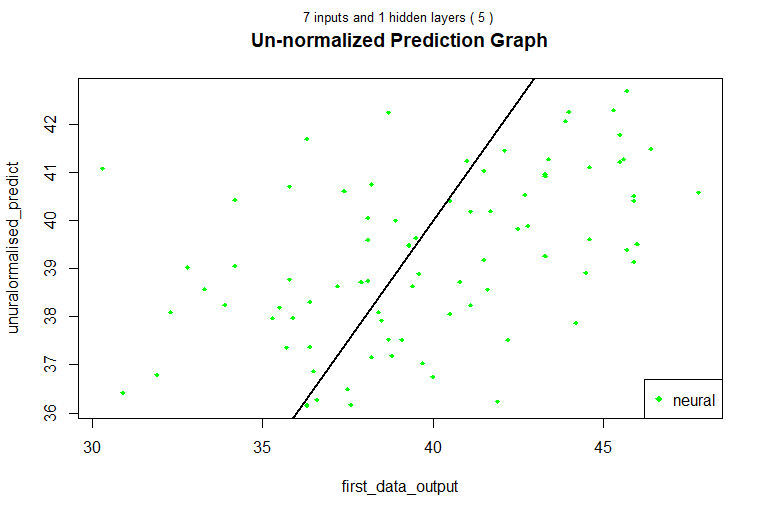 7 inputs and 1 hidden layers ( 5 )
Un-normalized Prediction Graph
unuralormalised_predict
42
41
40
39
38
37
36
neural
30 35 40 45
first_data_output